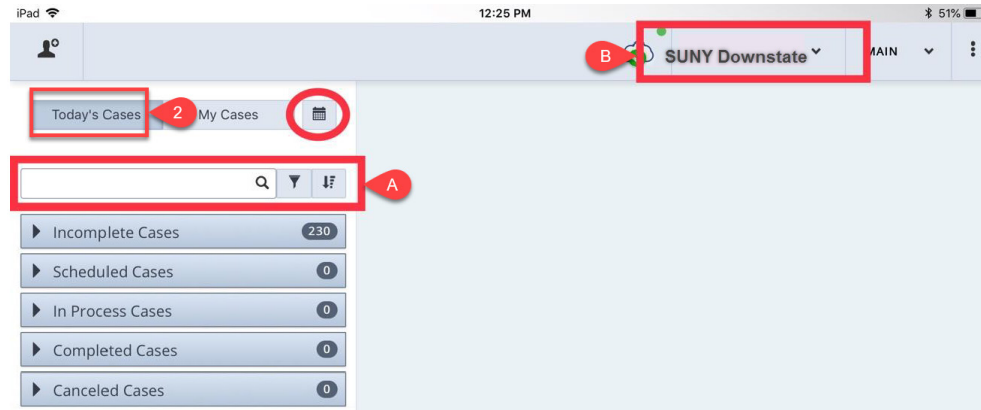 iPad 12:25 PM 51%
B SUNY Downstate MAIN
Today's Cases 2 My Cases
A
Incomplete Cases 230
Scheduled Cases 0
In Process Cases 0
Completed Cases 0
Canceled Cases 0